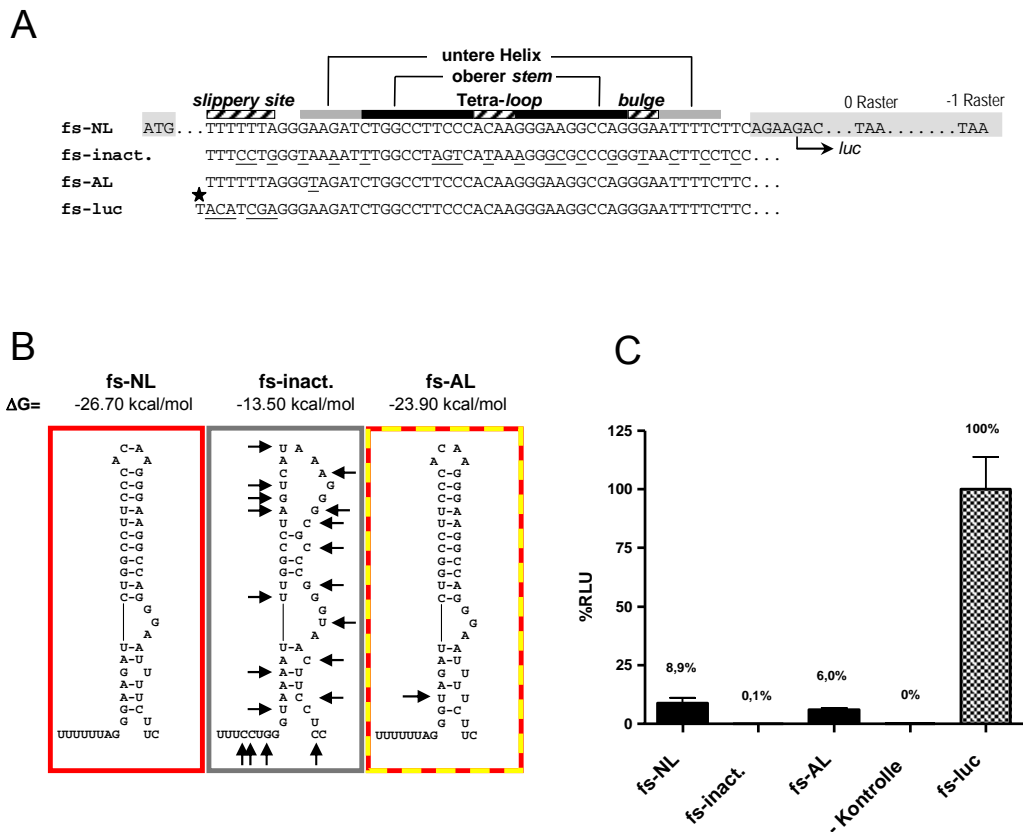 A
untere Helix
oberer stem
slippery site
Tetra-loop
bulge
0 Raster
-1 Raster
fs-NL ATG...TTTTTTAGGGAAGATCTGGCCTTCCCACAAGGGAAGGCCAGGGAATTTTCTTCAGAAGAC...TAA.......TAA
luc
fs-inact. TTTCCTGGGTAAAATTTGGCCTAGTCATAAAGGGCGCCCGGGTAACTTCCTCC...
fs-AL TTTTTTAGGGTAGATCTGGCCTTCCCACAAGGGAAGGCCAGGGAATTTTCTTC...
fs-luc TACATCGAGGGAAGATCTGGCCTTCCCACAAGGGAAGGCCAGGGAATTTTCTTC...
B
fs-NL fs-inact. fs-AL
ΔG= -26.70 kcal/mol -13.50 kcal/mol -23.90 kcal/mol
UUUUUUAG UC
UUUCCUGG CC
UUUUUUAG UC
C
%RLU
125
100
75
50
25
0
8,9%
0,1%
6,0%
0%
100%
fs-NL
fs-inact.
fs-AL
- Kontrolle
fs-luc